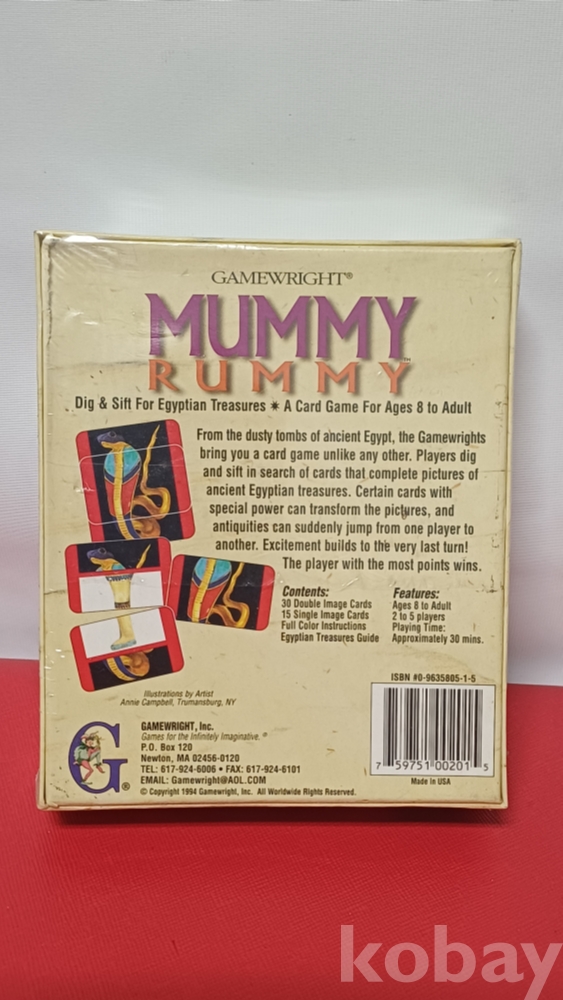 GAMEWRIGHT®
MUMMY
RUMMY™
Dig & Sift For Egyptian Treasures ✷ A Card Game For Ages 8 to Adult
From the dusty tombs of ancient Egypt, the Gamewrights
bring you a card game unlike any other. Players dig
and sift in search of cards that complete pictures of
ancient Egyptian treasures. Certain cards with
special power can transform the pictures, and
antiquities can suddenly jump from one player to
another. Excitement builds to the very last turn!
The player with the most points wins.
Contents:
30 Double Image Cards
15 Single Image Cards
Full Color Instructions
Egyptian Treasures Guide
Features:
Ages 8 to Adult
2 to 5 players
Playing Time:
Approximately 30 mins.
Illustrations by Artist
Annie Campbell, Trumansburg, NY
ISBN #0-9635805-1-5
7 59751 00201 5
Made in USA
G®
GAMEWRIGHT, Inc.
Games for the Infinitely Imaginative.®
P.O. Box 120
Newton, MA 02456-0120
TEL: 617-924-6006 • FAX: 617-924-6101
EMAIL: Gamewright@AOL.COM
© Copyright 1994 Gamewright, Inc. All Worldwide Rights Reserved.
kobay